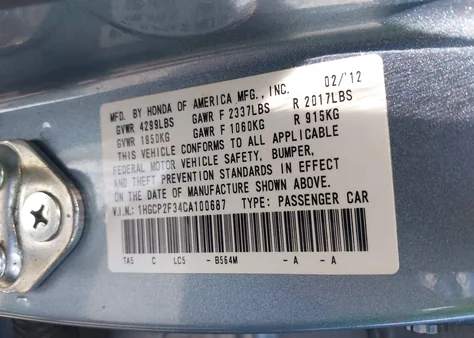 MFD. BY HONDA OF AMERICA MFG., INC. 02/'12
GVWR 4299LBS GAWR F 2337LBS R 2017LBS
GVWR 1950KG GAWR F 1060KG R 915KG
THIS VEHICLE CONFORMS TO ALL APPLICABLE
FEDERAL MOTOR VEHICLE SAFETY, BUMPER,
AND THEFT PREVENTION STANDARDS IN EFFECT
ON THE DATE OF MANUFACTURE SHOWN ABOVE.
V.I.N.: 1HGCP2F34CA100687 TYPE: PASSENGER CAR
TA5 C LC5 - B564M - A - A